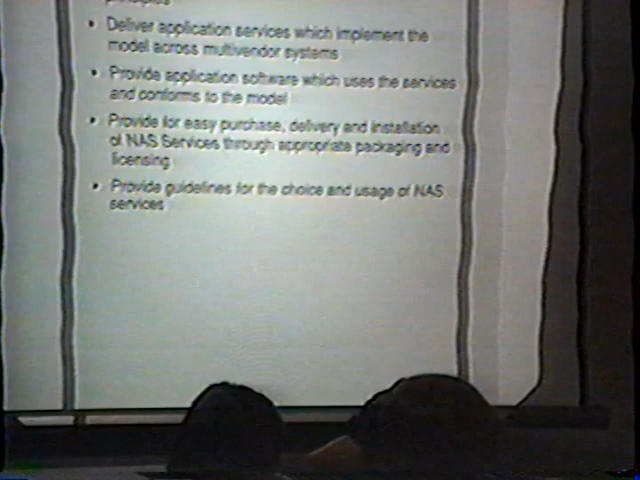 principles
• Deliver application services which implement the
model across multivendor systems
• Provide application software which uses the services
and conforms to the model
• Provide for easy purchase, delivery and installation
of NAS Services through appropriate packaging and
licensing
• Provide guidelines for the choice and usage of NAS
services